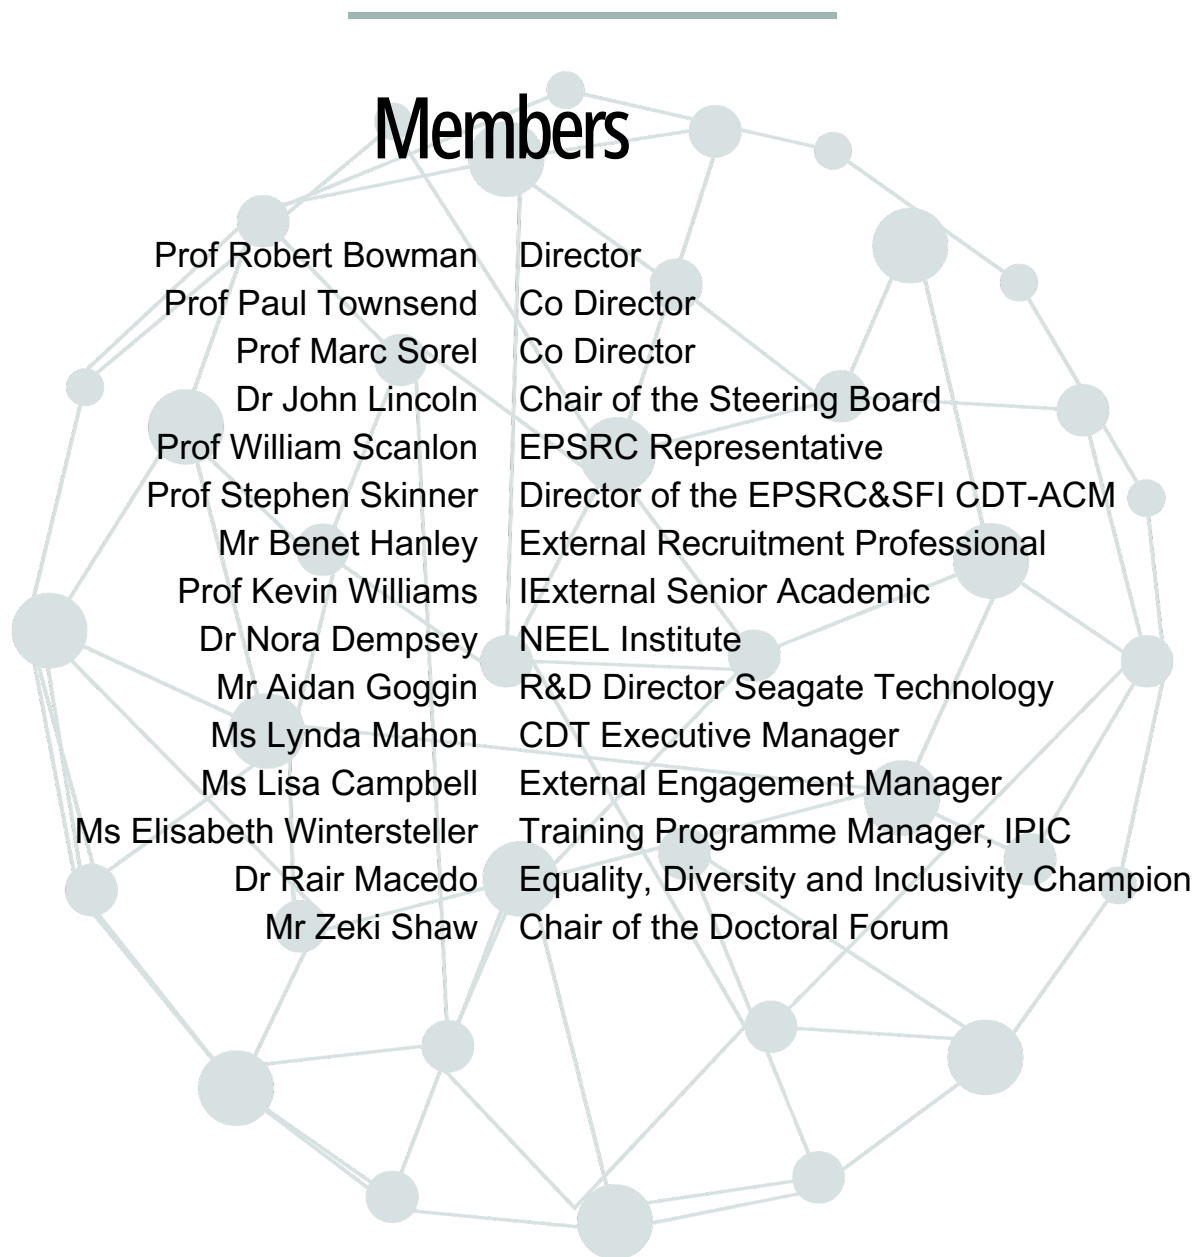 Members
Prof Robert Bowman Director
Prof Paul Townsend Co Director
Prof Marc Sorel Co Director
Dr John Lincoln Chair of the Steering Board
Prof William Scanlon EPSRC Representative
Prof Stephen Skinner Director of the EPSRC&SFI CDT-ACM
Mr Benet Hanley External Recruitment Professional
Prof Kevin Williams IExternal Senior Academic
Dr Nora Dempsey NEEL Institute
Mr Aidan Goggin R&D Director Seagate Technology
Ms Lynda Mahon CDT Executive Manager
Ms Lisa Campbell External Engagement Manager
Ms Elisabeth Wintersteller Training Programme Manager, IPIC
Dr Rair Macedo Equality, Diversity and Inclusivity Champion
Mr Zeki Shaw Chair of the Doctoral Forum